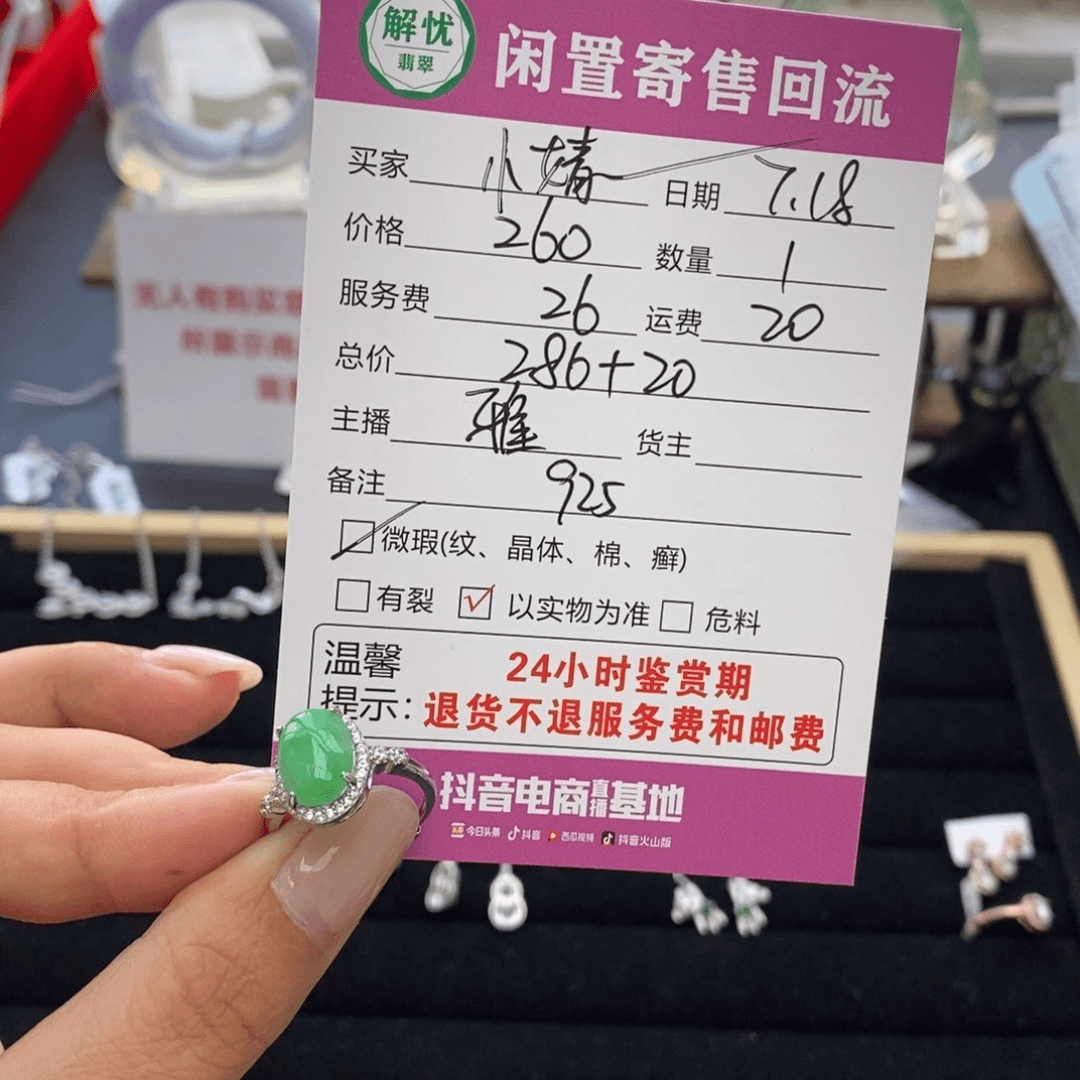 解忧
翡翠
闲置寄售回流
买家 小婧 日期 7.18
价格 260 数量 1
服务费 26 运费 20
总价 286+20
主播 雅 货主
备注 925
微瑕(纹、晶体、棉、癣)
有裂 以实物为准 危料
温馨提示: 24小时鉴赏期
退货不退服务费和邮费
抖音电商直播基地
今日头条 抖音 西瓜视频 抖音火山版